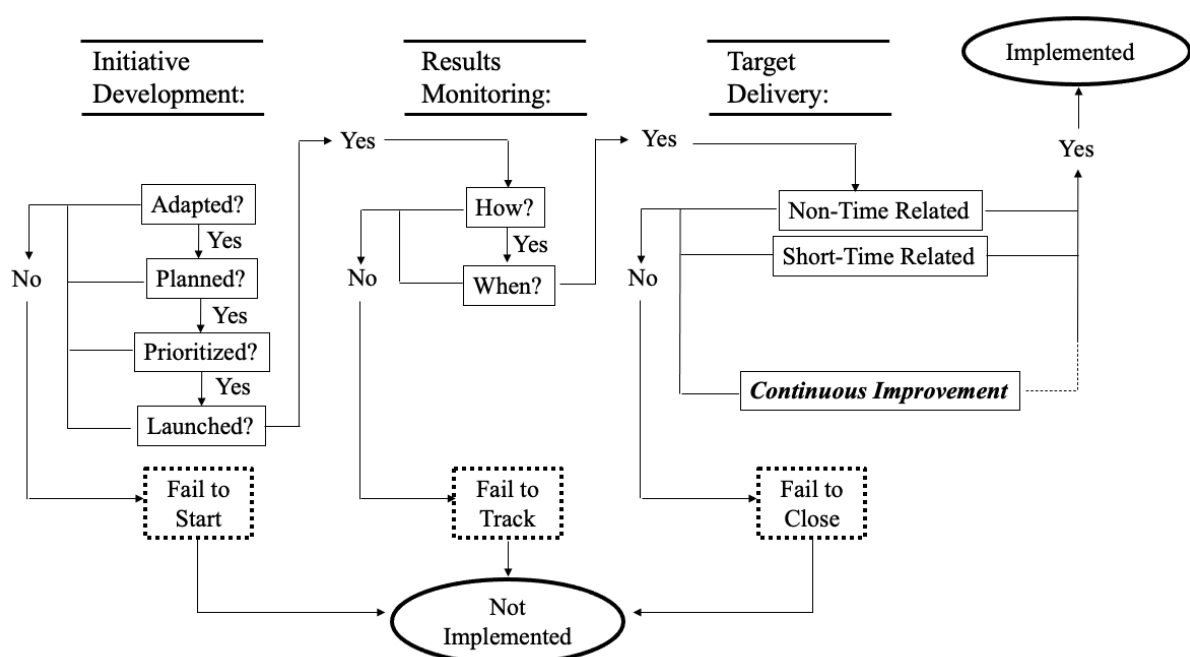 Initiative
Development:
Results
Monitoring:
Target
Delivery:
Implemented
Yes
Yes
Yes
Adapted?
Yes
Planned?
Yes
Prioritized?
Yes
Launched?
No
How?
Yes
When?
No
Non-Time Related
Short-Time Related
Continuous Improvement
No
Fail to
Start
Fail to
Track
Fail to
Close
Not
Implemented